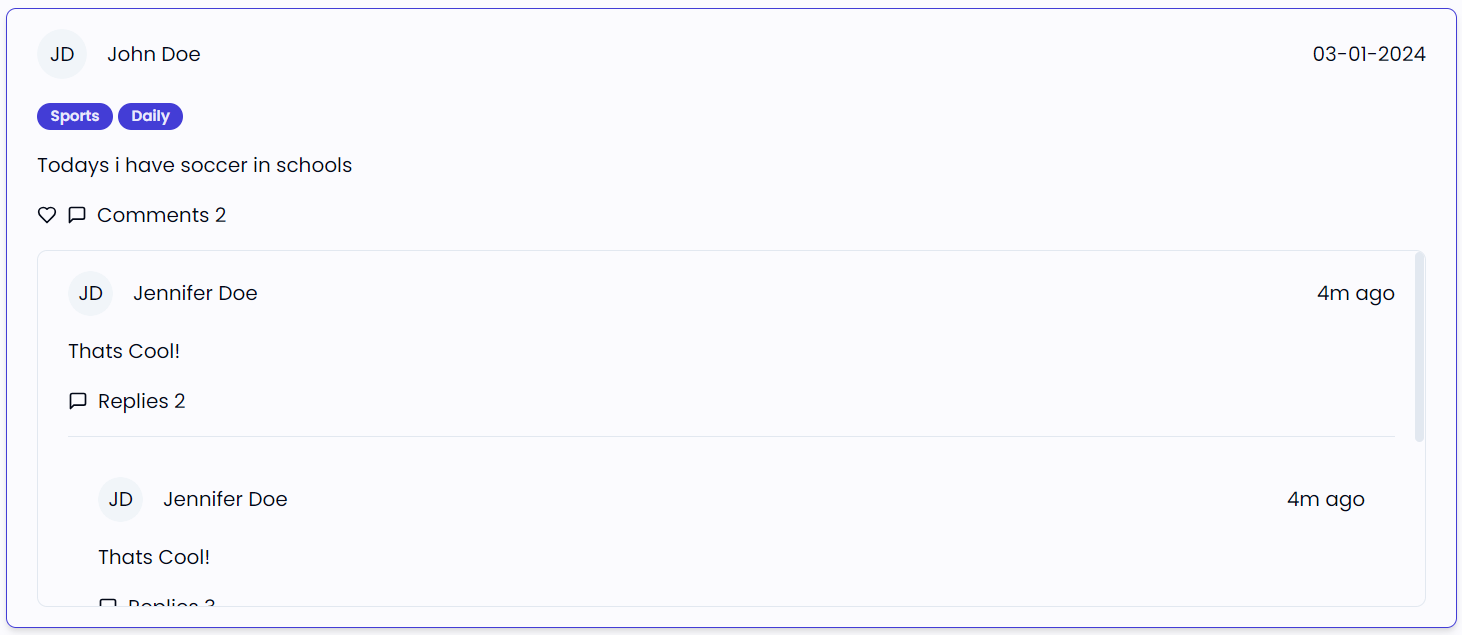 JD John Doe 03-01-2024
Sports Daily
Todays i have soccer in schools
Comments 2
JD Jennifer Doe 4m ago
Thats Cool!
Replies 2
JD Jennifer Doe 4m ago
Thats Cool!
Replies